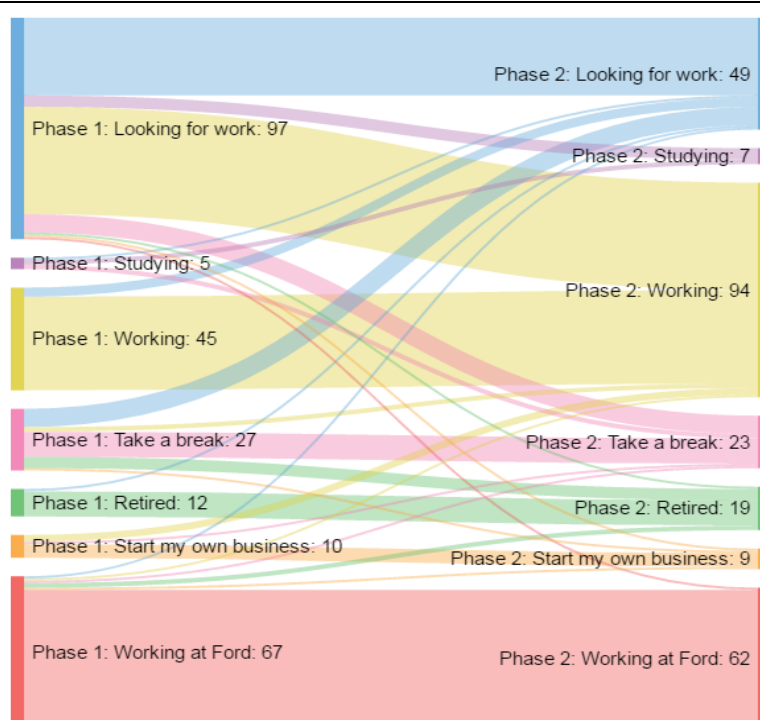 Phase 2: Looking for work: 49
Phase 1: Looking for work: 97
Phase 2: Studying: 7
Phase 1: Studying: 5
Phase 2: Working: 94
Phase 1: Working: 45
Phase 1: Take a break: 27
Phase 2: Take a break: 23
Phase 1: Retired: 12
Phase 2: Retired: 19
Phase 1: Start my own business: 10
Phase 2: Start my own business: 9
Phase 1: Working at Ford: 67
Phase 2: Working at Ford: 62